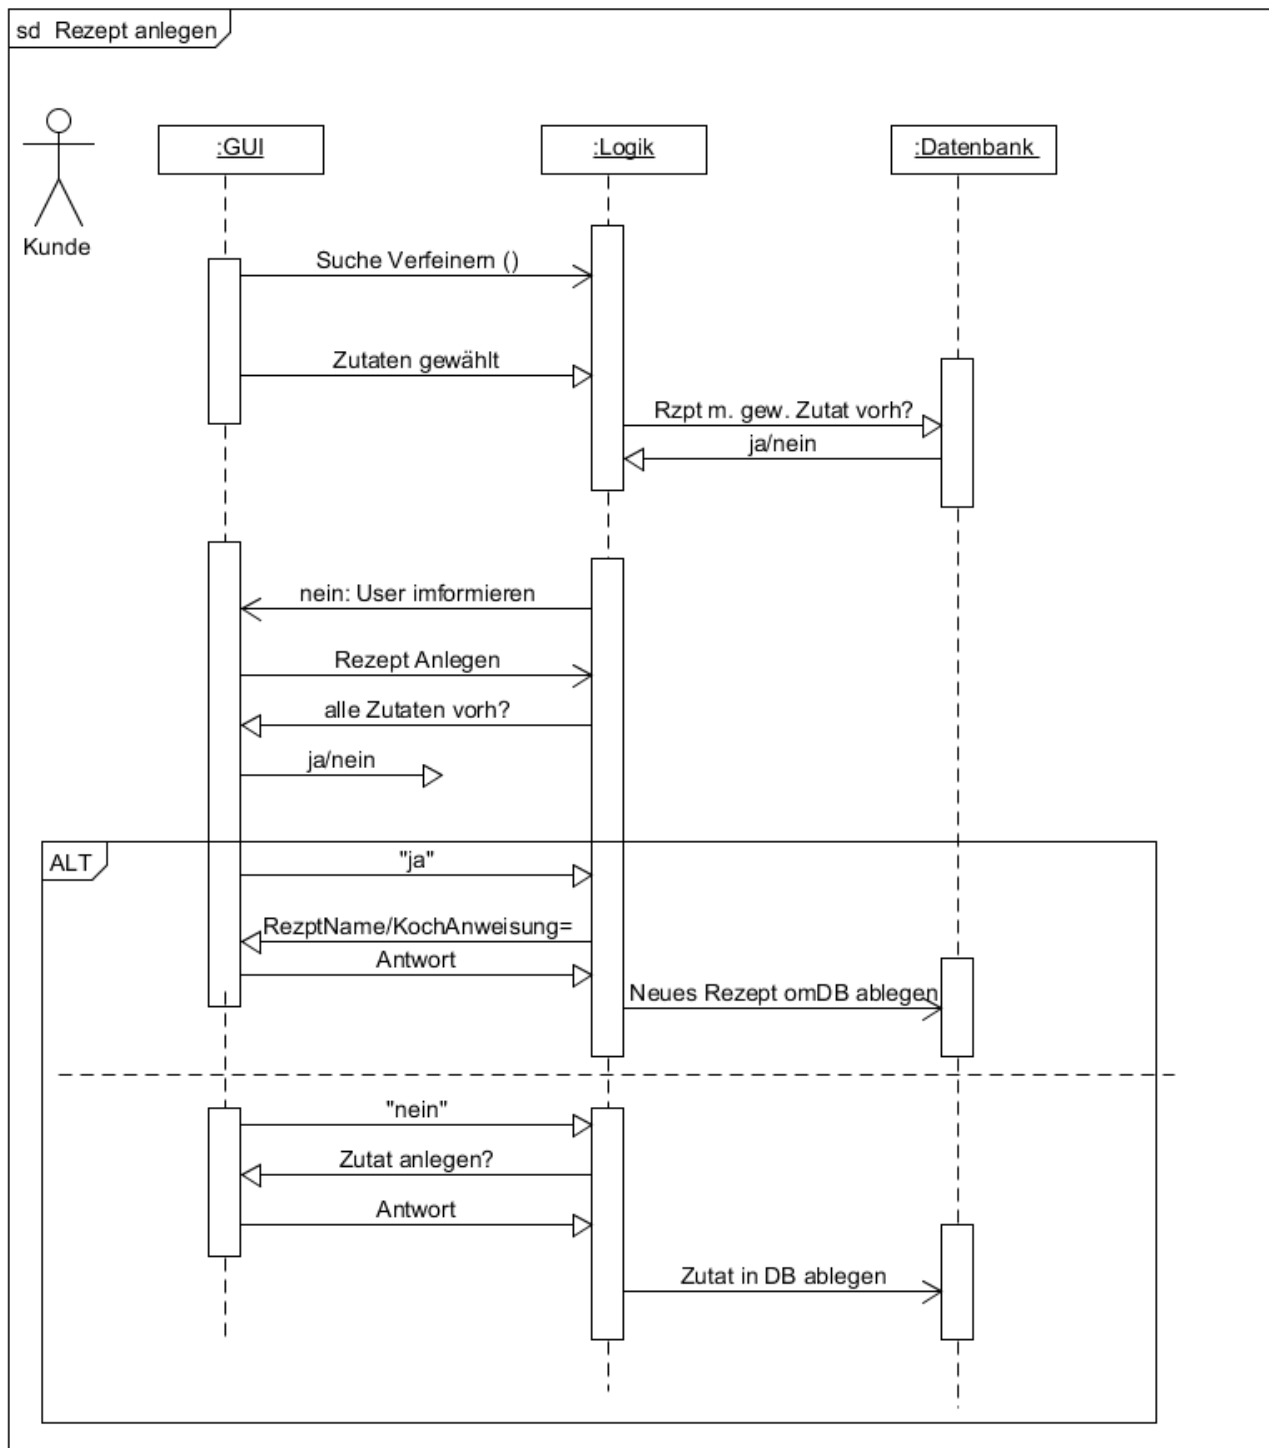 sd Rezept anlegen
:GUI
:Logik
:Datenbank
Kunde
Suche Verfeinern ()
Zutaten gewählt
Rzpt m. gew. Zutat vorh?
ja/nein
nein: User imformieren
Rezept Anlegen
alle Zutaten vorh?
ja/nein
ALT
"ja"
RezptName/KochAnweisung=
Antwort
Neues Rezept omDB ablegen
"nein"
Zutat anlegen?
Antwort
Zutat in DB ablegen